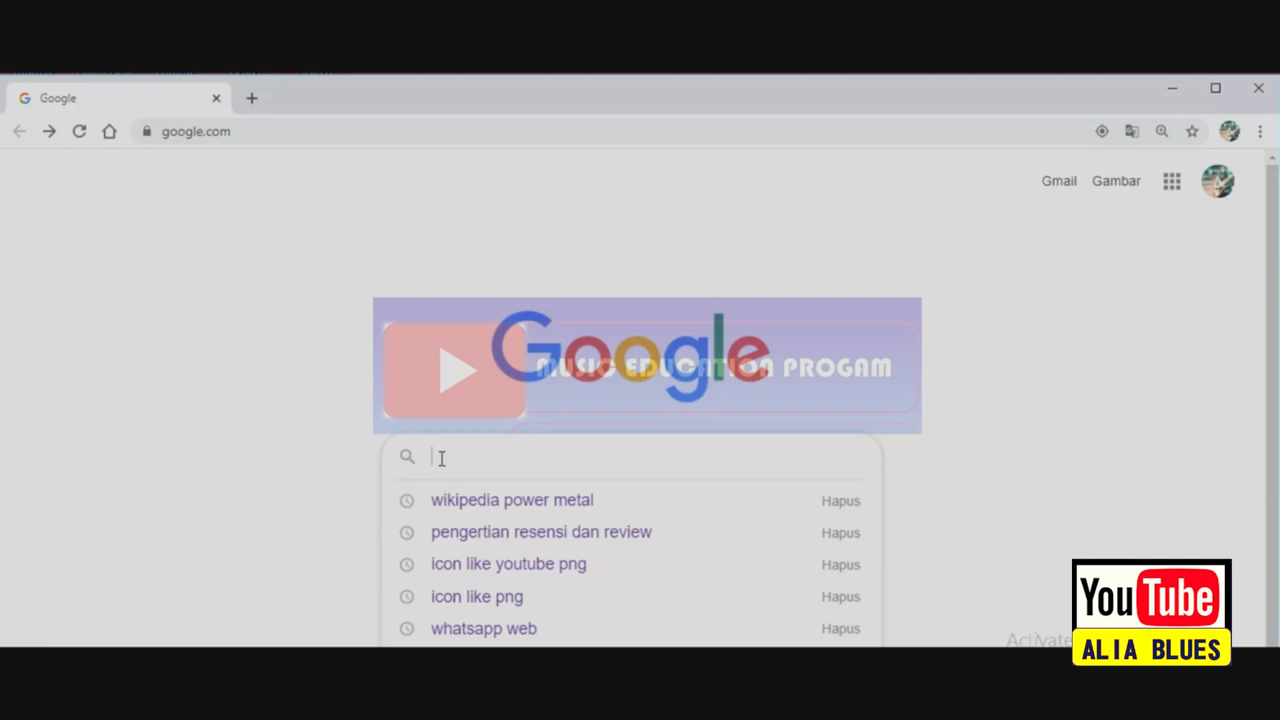 Google
google.com
Gmail Gambar
Google
MUSIC EDUCATION PROGAM
wikipedia power metal Hapus
pengertian resensi dan review Hapus
icon like youtube png Hapus
icon like png Hapus
whatsapp web Hapus
Activate
YouTube
ALIA BLUES